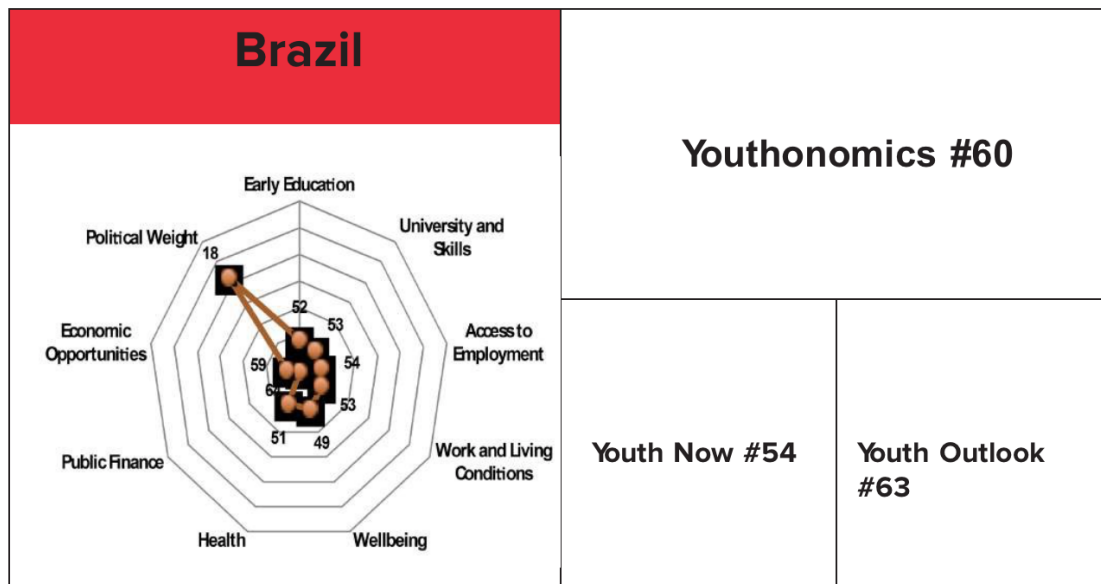 Brazil
Youthonomics #60
Early Education
University and
Skills
Political Weight
18
52
53
Economic
Opportunities
Access to
Employment
59
54
64
53
51
49
Public Finance
Work and Living
Conditions
Health
Wellbeing
Youth Now #54
Youth Outlook
#63